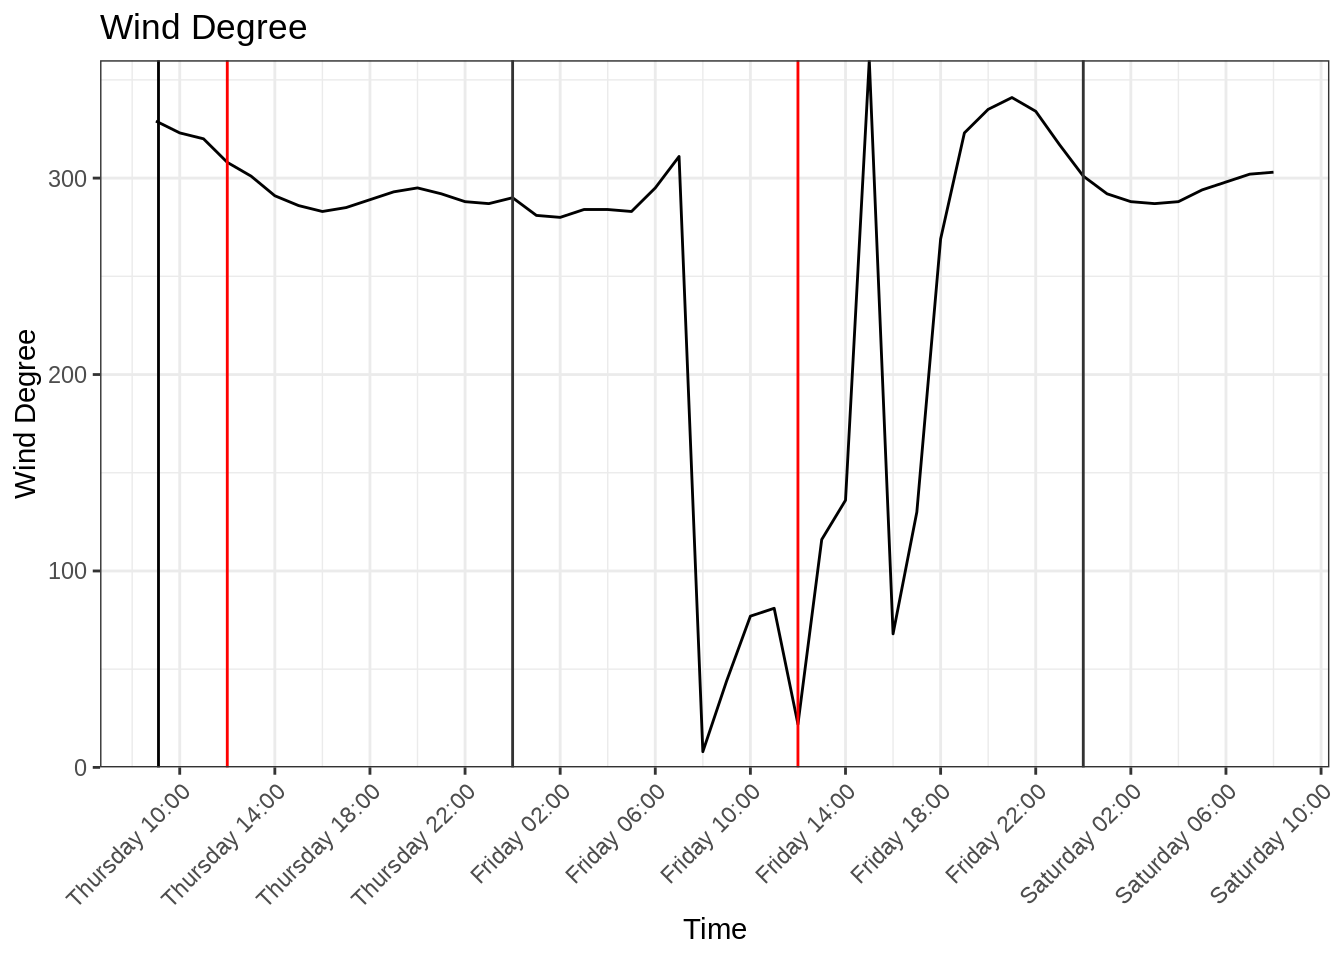 Wind Degree
Wind Degree
300
200
100
0
Thursday 10:00
Thursday 14:00
Thursday 18:00
Thursday 22:00
Friday 02:00
Friday 06:00
Friday 10:00
Friday 14:00
Friday 18:00
Friday 22:00
Saturday 02:00
Saturday 06:00
Saturday 10:00
Time